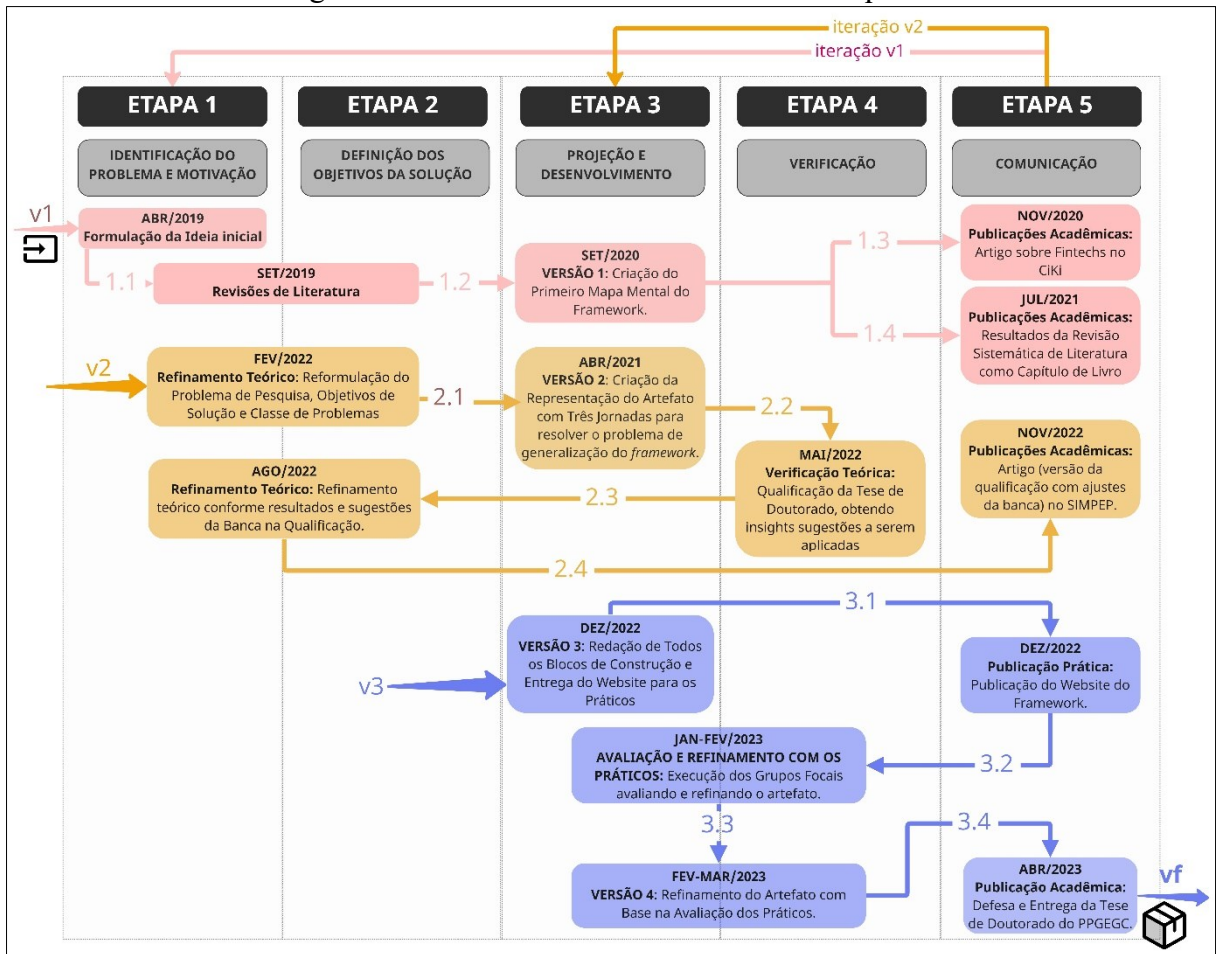 iteração v2
iteração v1
ETAPA 1
ETAPA 2
ETAPA 3
ETAPA 4
ETAPA 5
IDENTIFICAÇÃO DO
PROBLEMA E MOTIVAÇÃO
DEFINIÇÃO DOS
OBJETIVOS DA SOLUÇÃO
PROJEÇÃO E
DESENVOLVIMENTO
VERIFICAÇÃO
COMUNICAÇÃO
v1
ABR/2019
Formulação da Ideia inicial
1.1
SET/2019
Revisões de Literatura
1.2
SET/2020
VERSÃO 1: Criação do
Primeiro Mapa Mental do
Framework.
1.3
NOV/2020
Publicações Acadêmicas:
Artigo sobre Fintechs no
CiKi
1.4
JUL/2021
Publicações Acadêmicas:
Resultados da Revisão
Sistemática de Literatura
como Capítulo de Livro
v2
FEV/2022
Refinamento Teórico: Reformulação do
Problema de Pesquisa, Objetivos de
Solução e Classe de Problemas
2.1
ABR/2021
VERSÃO 2: Criação da
Representação do Artefato
com Três Jornadas para
resolver o problema de
generalização do framework.
2.2
MAI/2022
Verificação Teórica:
Qualificação da Tese de
Doutorado, obtendo
insights sugestões a serem
aplicadas
2.3
AGO/2022
Refinamento Teórico: Refinamento
teórico conforme resultados e sugestões
da Banca na Qualificação.
2.4
NOV/2022
Publicações Acadêmicas:
Artigo (versão da
qualificação com ajustes
da banca) no SIMPEP.
v3
DEZ/2022
VERSÃO 3: Redação de Todos
os Blocos de Construção e
Entrega do Website para os
Práticos
3.1
DEZ/2022
Publicação Prática:
Publicação do Website do
Framework.
3.2
JAN-FEV/2023
AVALIAÇÃO E REFINAMENTO COM OS
PRÁTICOS: Execução dos Grupos Focais
avaliando e refinando o artefato.
3.3
FEV-MAR/2023
VERSÃO 4: Refinamento do Artefato com
Base na Avaliação dos Práticos.
3.4
ABR/2023
Publicação Acadêmica:
Defesa e Entrega da Tese
de Doutorado do PPGEGC.
vf